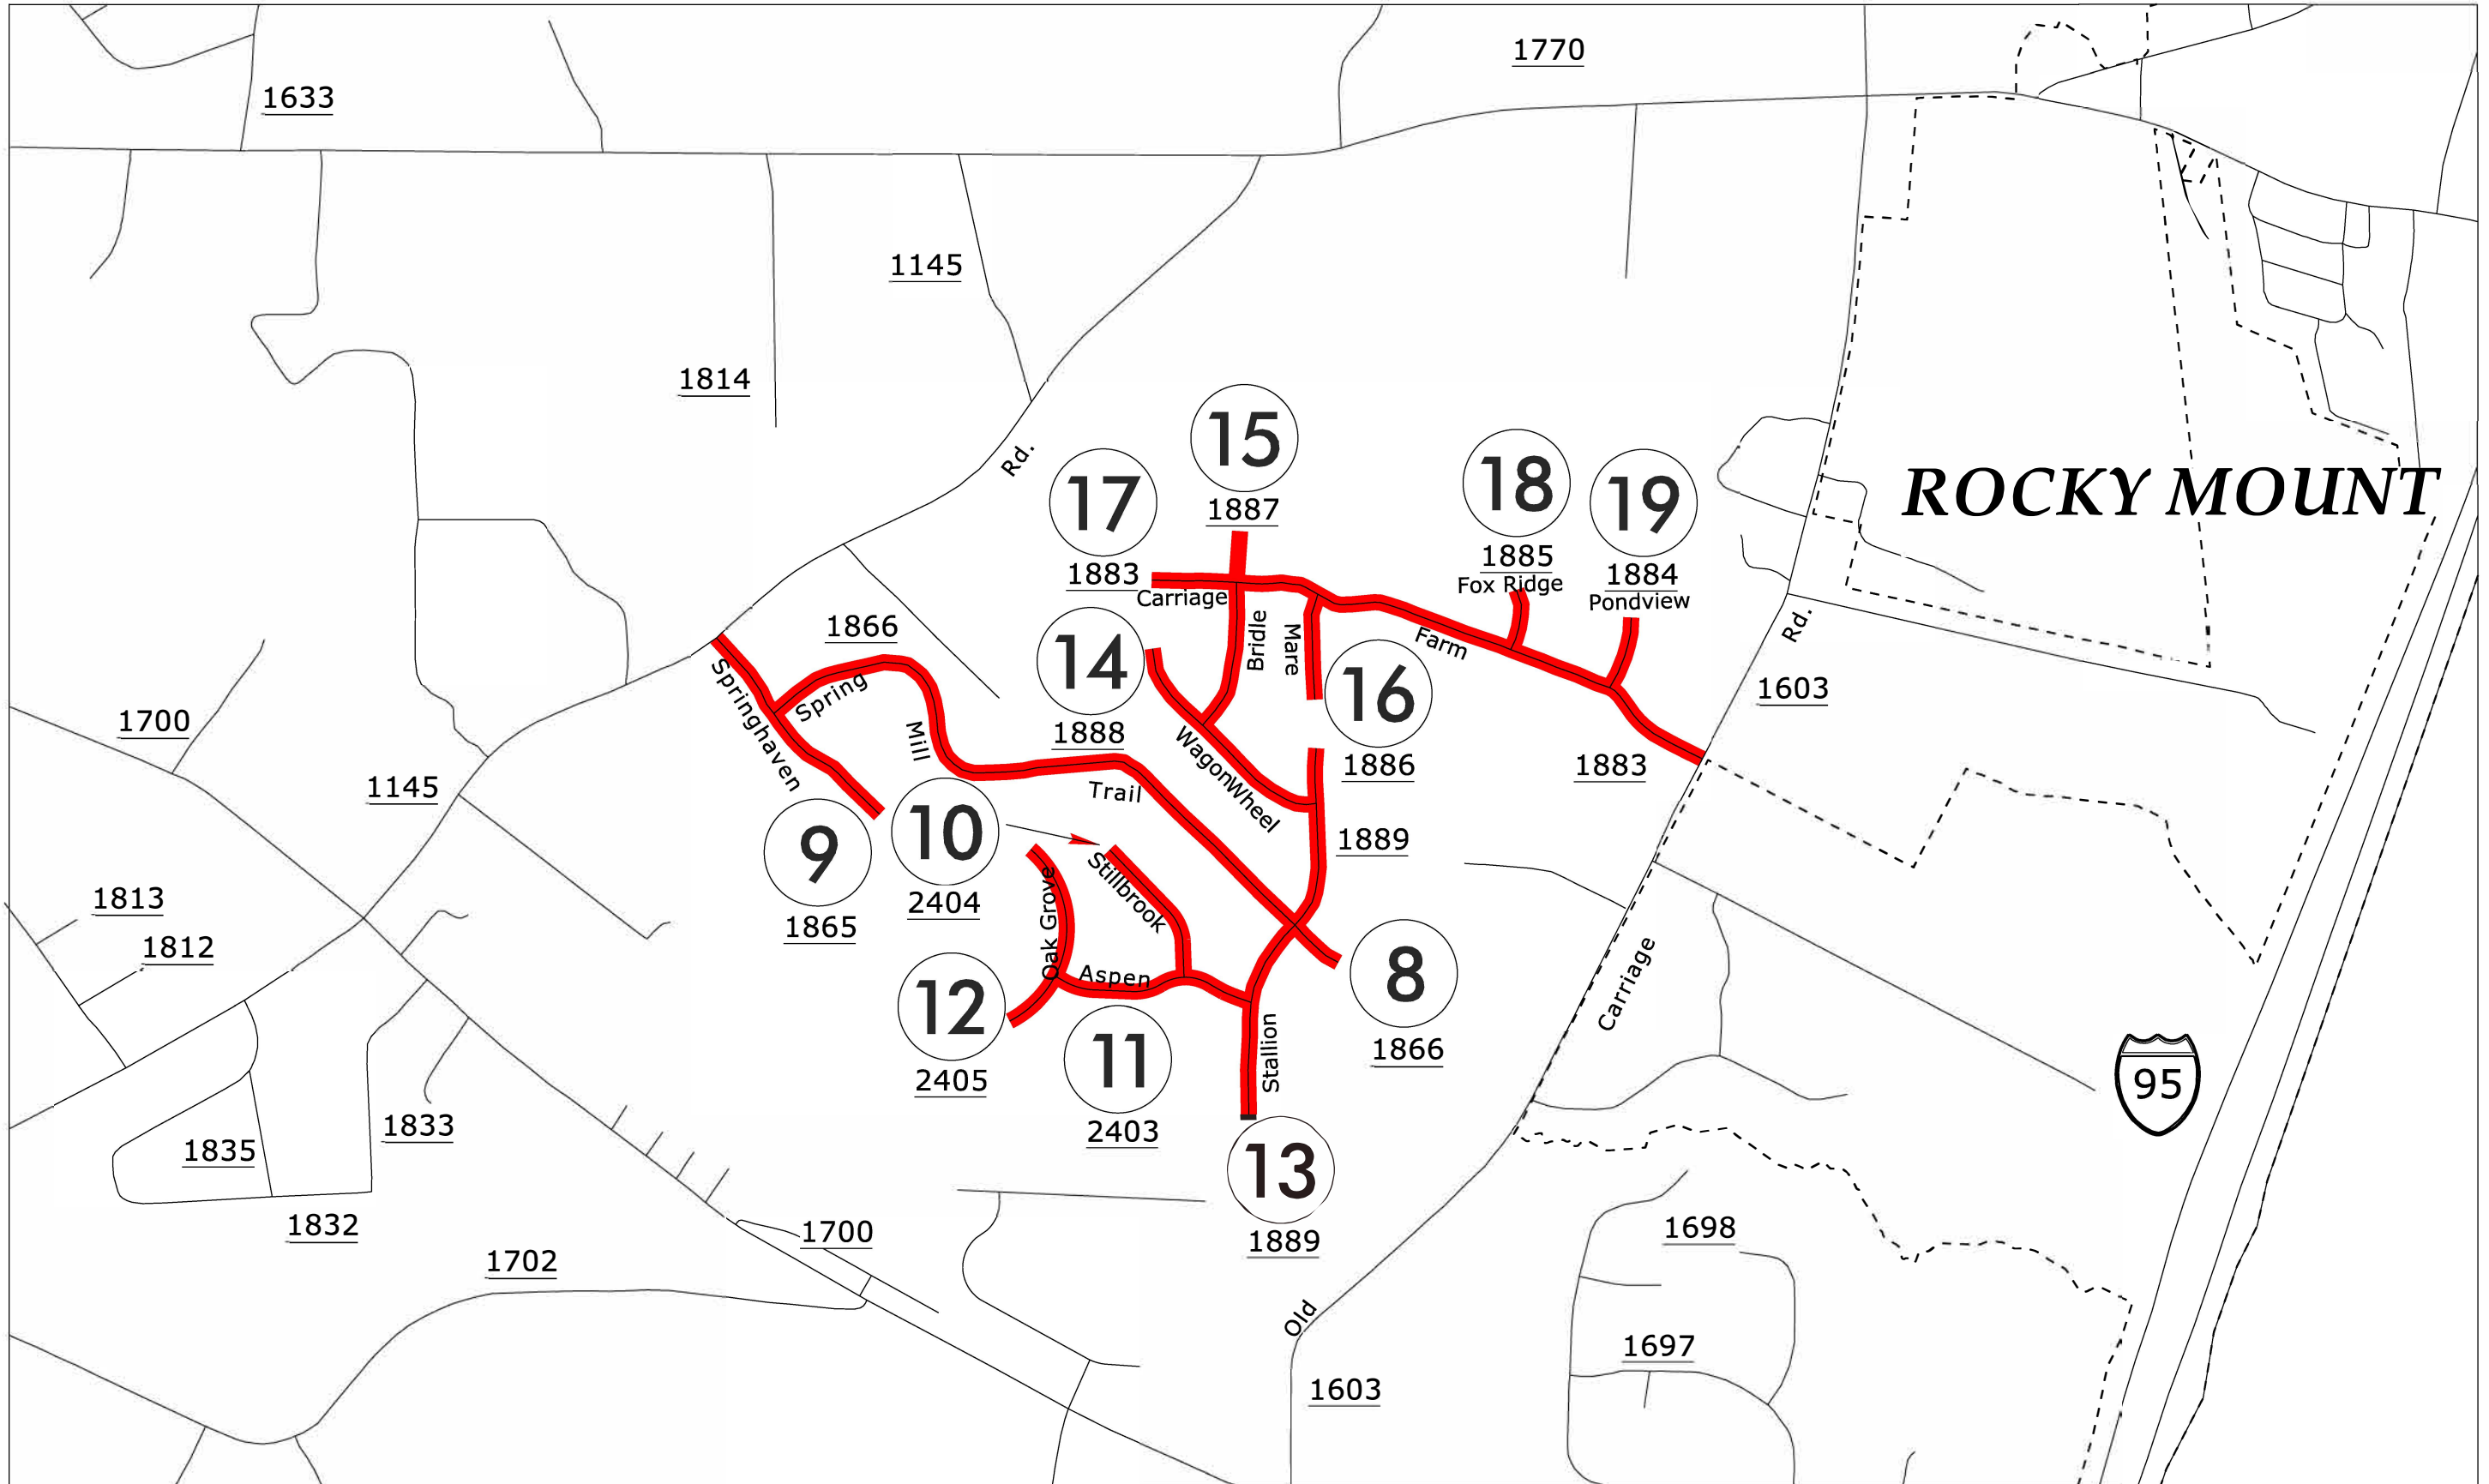 1770
1633
1145
1814
Rd.
ROCKY MOUNT
15
1887
17
1883
18
1885
Fox Ridge
19
1884
Pondview
Carriage
Bridle
Mare
Farm
Rd.
1866
14
1888
16
1886
1603
1883
Springhaven
Spring
Mill
Trail
WagonWheel
1700
1145
9
1865
10
2404
Stillbrook
Oak Grove
Aspen
1889
8
1866
1813
1812
12
2405
11
2403
Stallion
13
1889
Carriage
95
1833
1835
1832
1700
1702
1698
1697
Old
1603